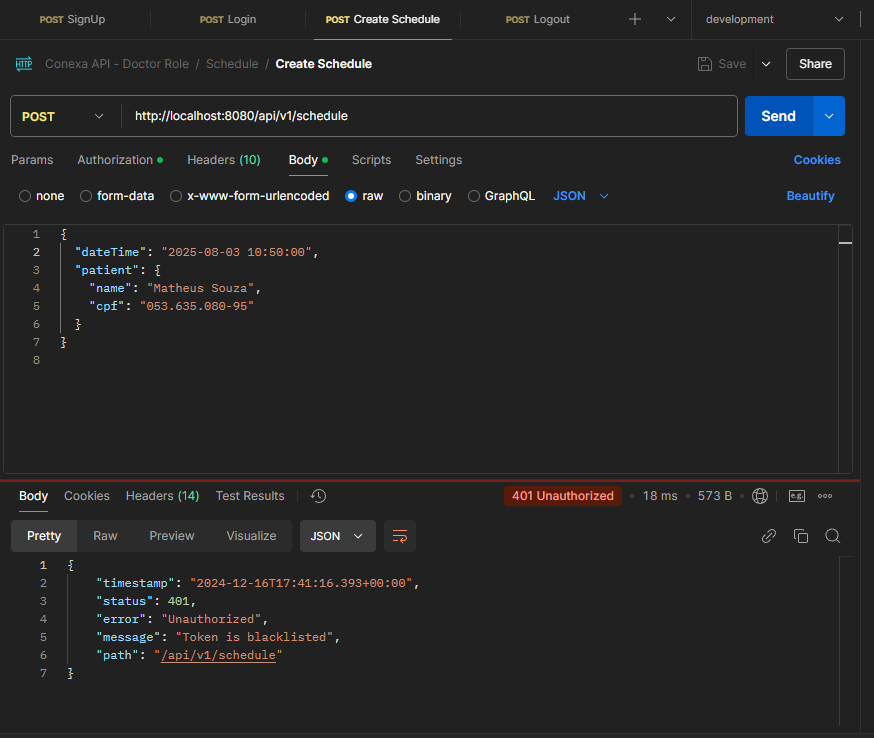 POST SignUp POST Login POST Create Schedule POST Logout development
HTTP Conexa API - Doctor Role / Schedule / Create Schedule Save Share
POST http://localhost:8080/api/v1/schedule Send
Params Authorization Headers (10) Body Scripts Settings Cookies
none form-data x-www-form-urlencoded raw binary GraphQL JSON Beautify
1 {
2 "dateTime": "2025-08-03 10:50:00",
3 "patient": {
4 "name": "Matheus Souza",
5 "cpf": "053.635.080-95"
6 }
7 }
8
Body Cookies Headers (14) Test Results 401 Unauthorized 18 ms 573 B e.g.
Pretty Raw Preview Visualize JSON
1 {
2 "timestamp": "2024-12-16T17:41:16.393+00:00",
3 "status": 401,
4 "error": "Unauthorized",
5 "message": "Token is blacklisted",
6 "path": "/api/v1/schedule"
7 }